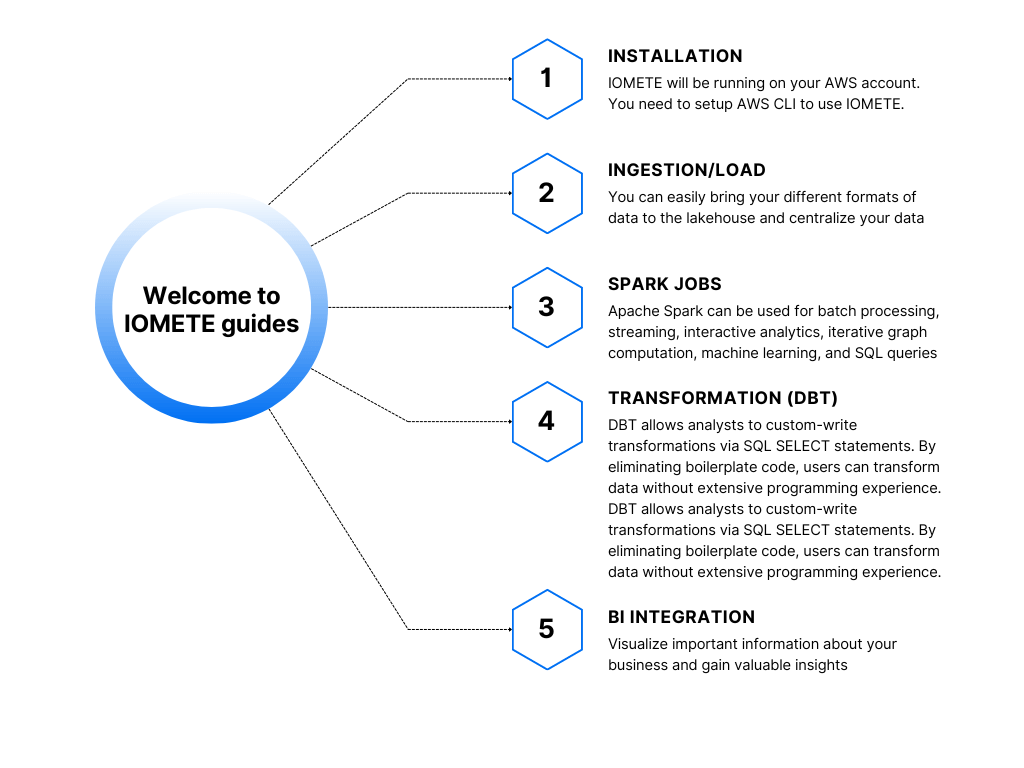 Welcome to
IOMETE guides
1
INSTALLATION
IOMETE will be running on your AWS account.
You need to setup AWS CLI to use IOMETE.
2
INGESTION/LOAD
You can easily bring your different formats of
data to the lakehouse and centralize your data
3
SPARK JOBS
Apache Spark can be used for batch processing,
streaming, interactive analytics, iterative graph
computation, machine learning, and SQL queries
4
TRANSFORMATION (DBT)
DBT allows analysts to custom-write
transformations via SQL SELECT statements. By
eliminating boilerplate code, users can transform
data without extensive programming experience.
DBT allows analysts to custom-write
transformations via SQL SELECT statements. By
eliminating boilerplate code, users can transform
data without extensive programming experience.
5
BI INTEGRATION
Visualize important information about your
business and gain valuable insights